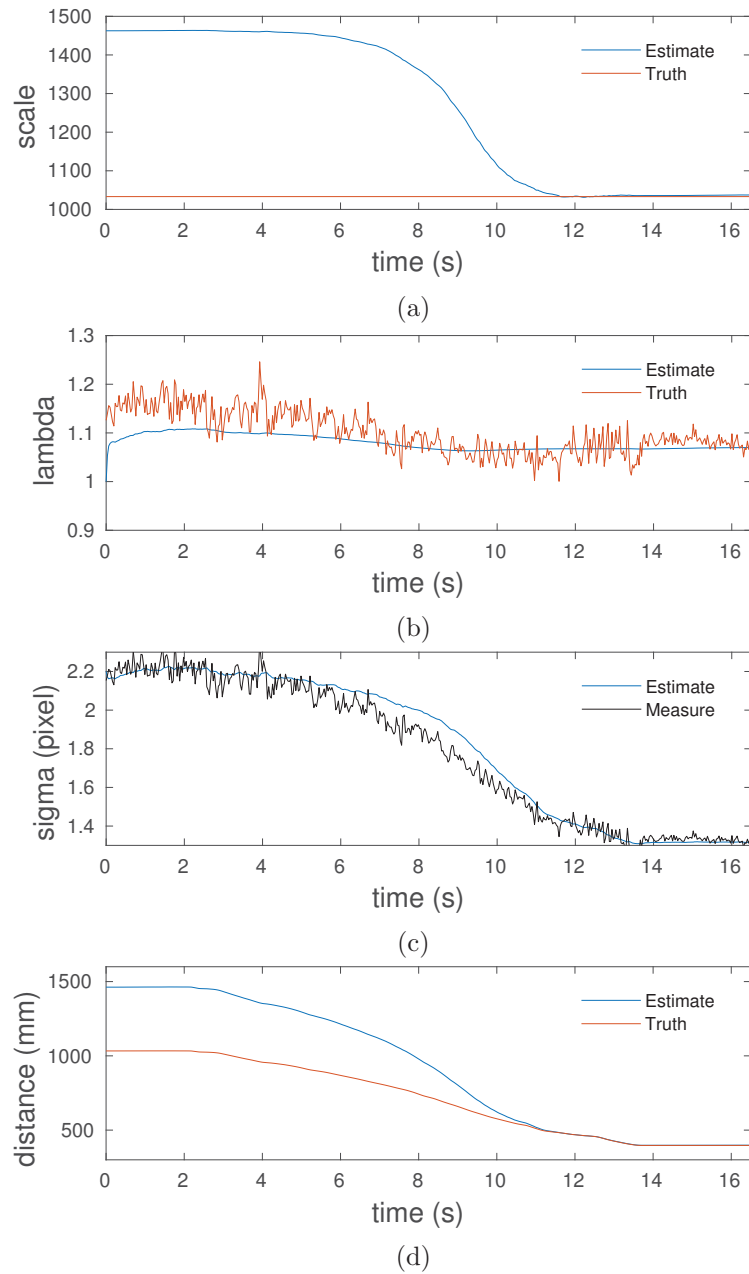 1500
1400
1300
1200
1100
1000
scale
Estimate
Truth
0 2 4 6 8 10 12 14 16
time (s)
(a)
1.3
1.2
1.1
1
0.9
lambda
Estimate
Truth
0 2 4 6 8 10 12 14 16
time (s)
(b)
2.2
2
1.8
1.6
1.4
sigma (pixel)
Estimate
Measure
0 2 4 6 8 10 12 14 16
time (s)
(c)
1500
1000
500
distance (mm)
Estimate
Truth
0 2 4 6 8 10 12 14 16
time (s)
(d)